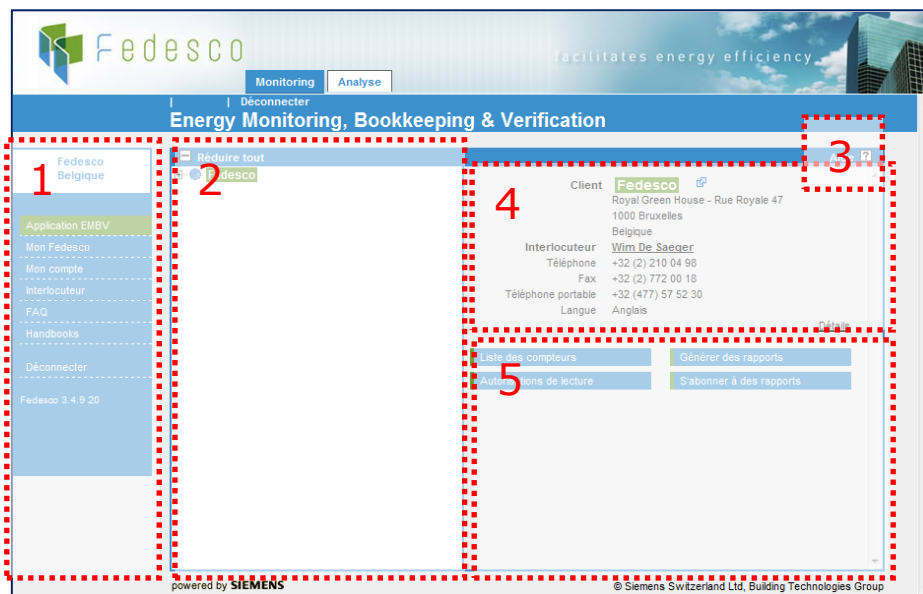 Fedesco
facilitates energy efficiency
Monitoring Analyse
| | Déconnecter
Energy Monitoring, Bookkeeping & Verification
1
Fedesco
Belgique
Application EMBV
Mon Fedesco
Mon compte
Interlocuteur
FAQ
Handbooks
Déconnecter
Fedesco 3.4.9.20
2
Réduire tout
Fedesco
3
?
4
Client Fedesco
Royal Green House - Rue Royale 47
1000 Bruxelles
Belgique
Interlocuteur Wim De Saeger
Téléphone +32 (2) 210 04 98
Fax +32 (2) 772 00 18
Téléphone portable +32 (477) 57 52 30
Langue Anglais
Détails
5
Liste des compteurs Générer des rapports
Autorisations de lecture S'abonner à des rapports
powered by SIEMENS
© Siemens Switzerland Ltd, Building Technologies Group